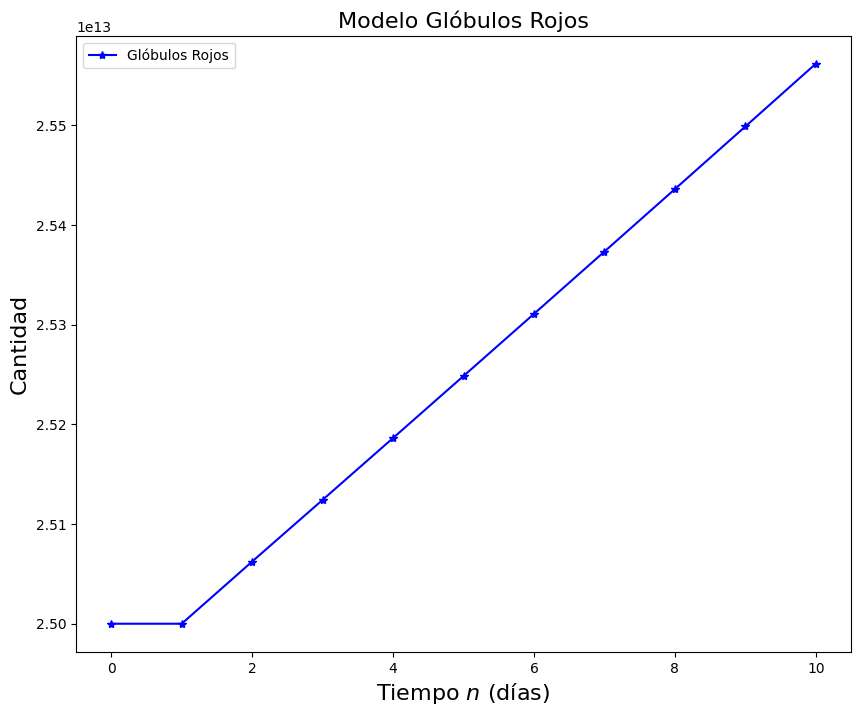 Modelo Glóbulos Rojos
1e13
Glóbulos Rojos
2.55
2.54
2.53
2.52
2.51
2.50
Cantidad
0 2 4 6 8 10
Tiempo n (días)